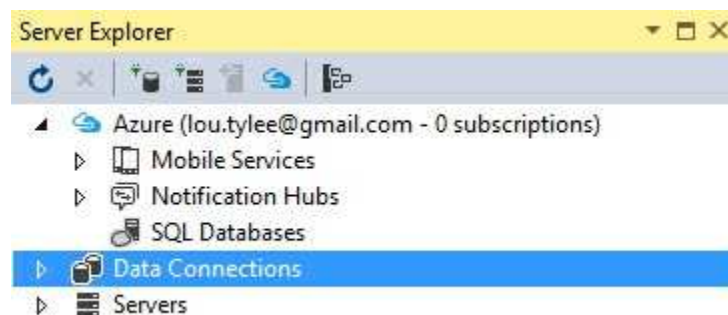 Server Explorer
Azure (lou.tylee@gmail.com - 0 subscriptions)
Mobile Services
Notification Hubs
SQL Databases
Data Connections
Servers